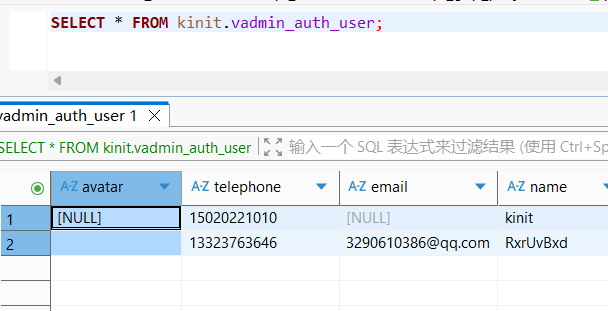 SELECT * FROM kinit.vadmin_auth_user;
vadmin_auth_user 1
SELECT * FROM kinit.vadmin_auth_user 输入一个 SQL 表达式来过滤结果 (使用 Ctrl+Sp
A-Z avatar A-Z telephone A-Z email A-Z name
1 [NULL] 15020221010 [NULL] kinit
2 13323763646 3290610386@qq.com RxrUvBxd